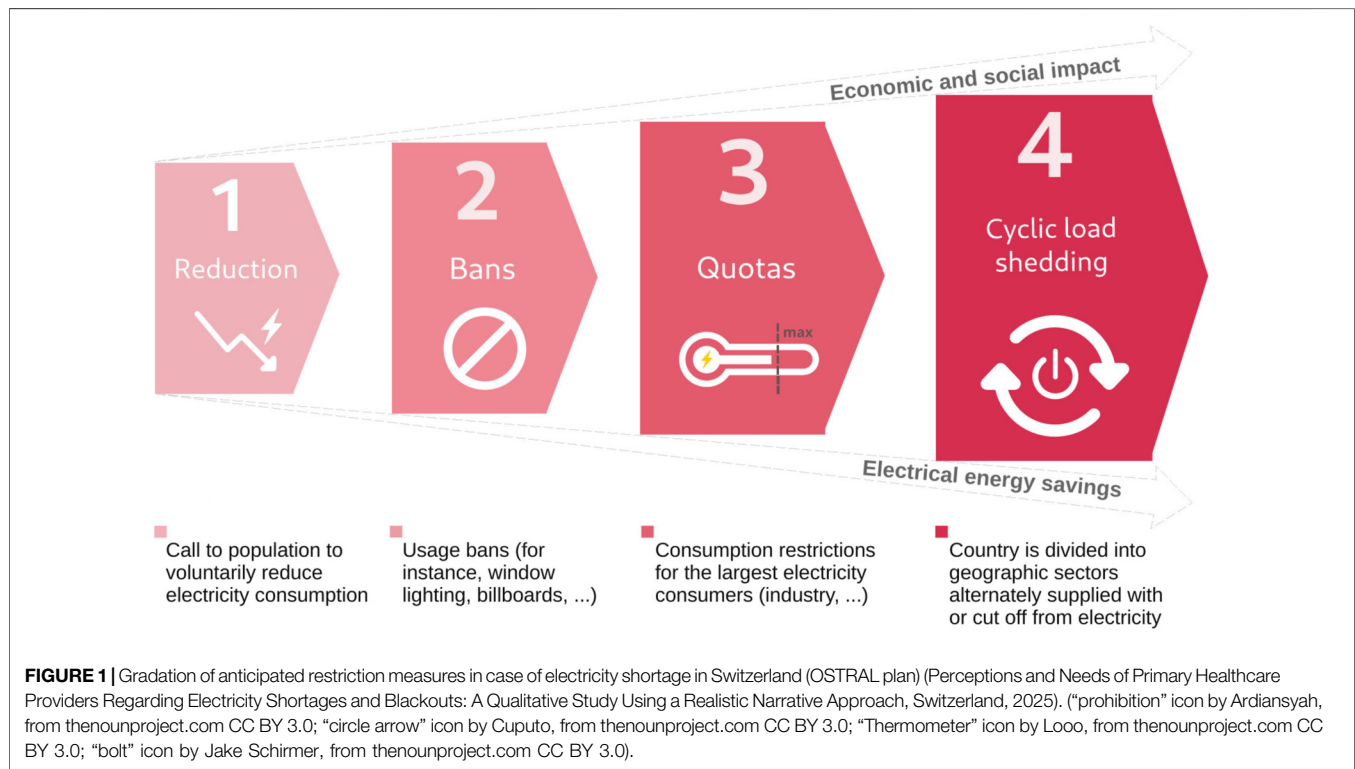 Economic and social impact
1
Reduction
2
Bans
3
Quotas
max
4
Cyclic load
shedding
Electrical energy savings
Call to population to
voluntarily reduce
electricity consumption
Usage bans (for
instance, window
lighting, billboards, ...)
Consumption restrictions
for the largest electricity
consumers (industry, ...)
Country is divided into
geographic sectors
alternately supplied with
or cut off from electricity
FIGURE 1 | Gradation of anticipated restriction measures in case of electricity shortage in Switzerland (OSTRAL plan) (Perceptions and Needs of Primary Healthcare
Providers Regarding Electricity Shortages and Blackouts: A Qualitative Study Using a Realistic Narrative Approach, Switzerland, 2025). (“prohibition” icon by Ardiansyah,
from thenounproject.com CC BY 3.0; “circle arrow” icon by Cuputo, from thenounproject.com CC BY 3.0; “Thermometer” icon by Looo, from thenounproject.com CC
BY 3.0; “bolt” icon by Jake Schirmer, from thenounproject.com CC BY 3.0).